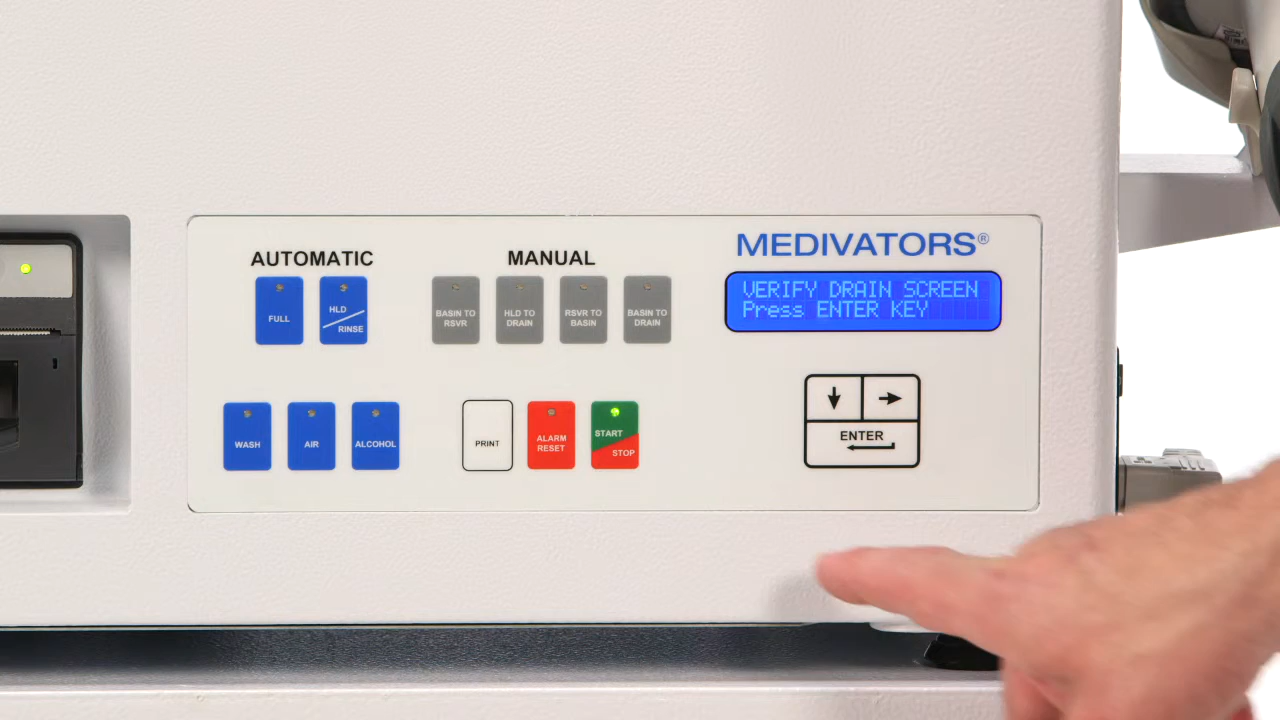 AUTOMATIC
FULL
HLD
RINSE
WASH
AIR
ALCOHOL
MANUAL
BASIN TO
RSVR
HLD TO
DRAIN
RSVR TO
BASIN
BASIN TO
DRAIN
PRINT
ALARM
RESET
START
STOP
MEDIVATORS®
VERIFY DRAIN SCREEN
Press ENTER KEY
ENTER